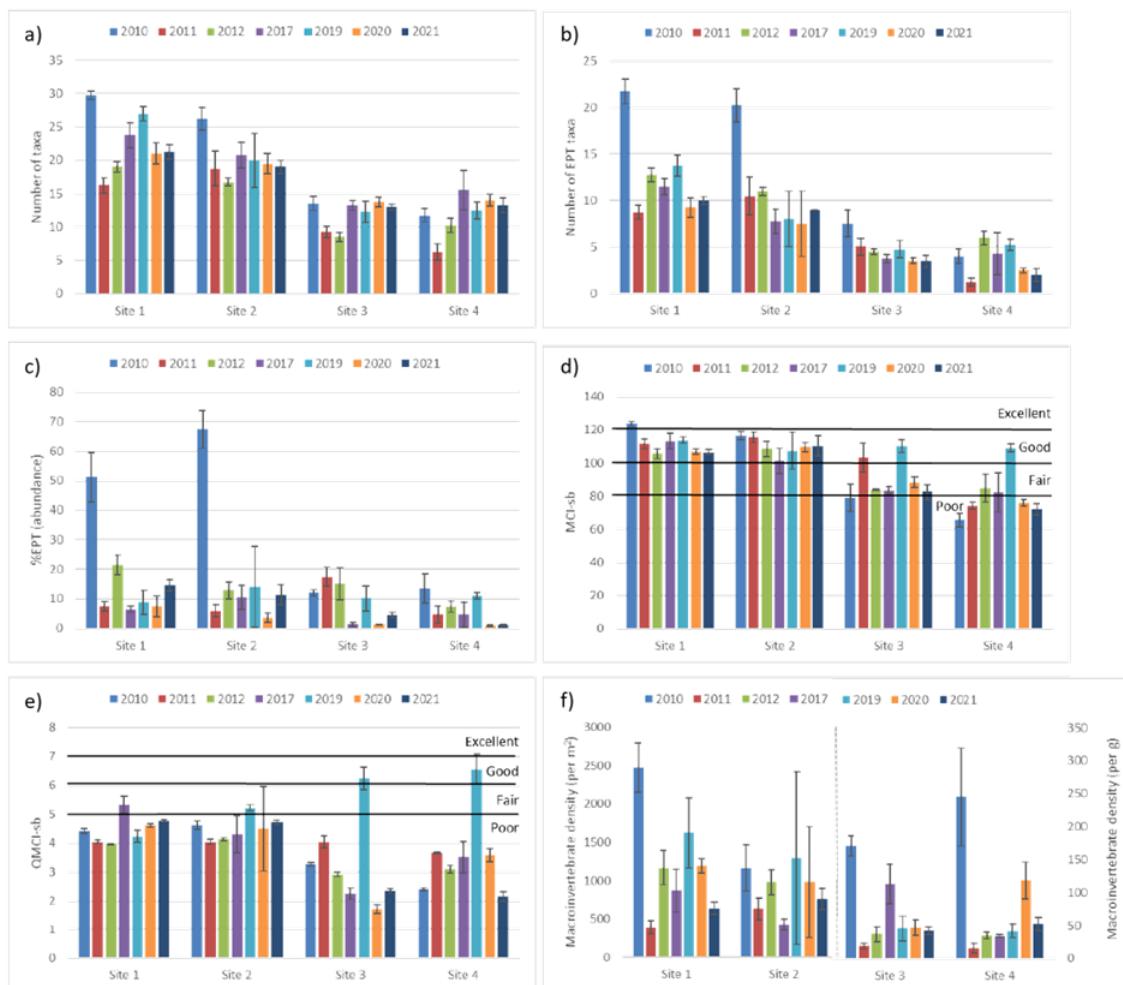 a)
2010 2011 2012 2017 2019 2020 2021
Number of taxa
35
30
25
20
15
10
5
0
Site 1 Site 2 Site 3 Site 4
b)
2010 2011 2012 2017 2019 2020 2021
Number of EPT taxa
25
20
15
10
5
0
Site 1 Site 2 Site 3 Site 4
c)
2010 2011 2012 2017 2019 2020 2021
%EPT (abundance)
80
70
60
50
40
30
20
10
0
Site 1 Site 2 Site 3 Site 4
d)
2010 2011 2012 2017 2019 2020 2021
MCI-sb
140
120
100
80
60
40
20
0
Excellent
Good
Fair
Poor
Site 1 Site 2 Site 3 Site 4
e)
2010 2011 2012 2017 2019 2020 2021
QMCI-sb
8
7
6
5
4
3
2
1
0
Excellent
Good
Fair
Poor
Site 1 Site 2 Site 3 Site 4
f)
2010 2011 2012 2017 2019 2020 2021
Macroinvertebrate density (per m²)
3000
2500
2000
1500
1000
500
0
350
300
250
200
150
100
50
0
Macroinvertebrate density (per g)
Site 1 Site 2 Site 3 Site 4